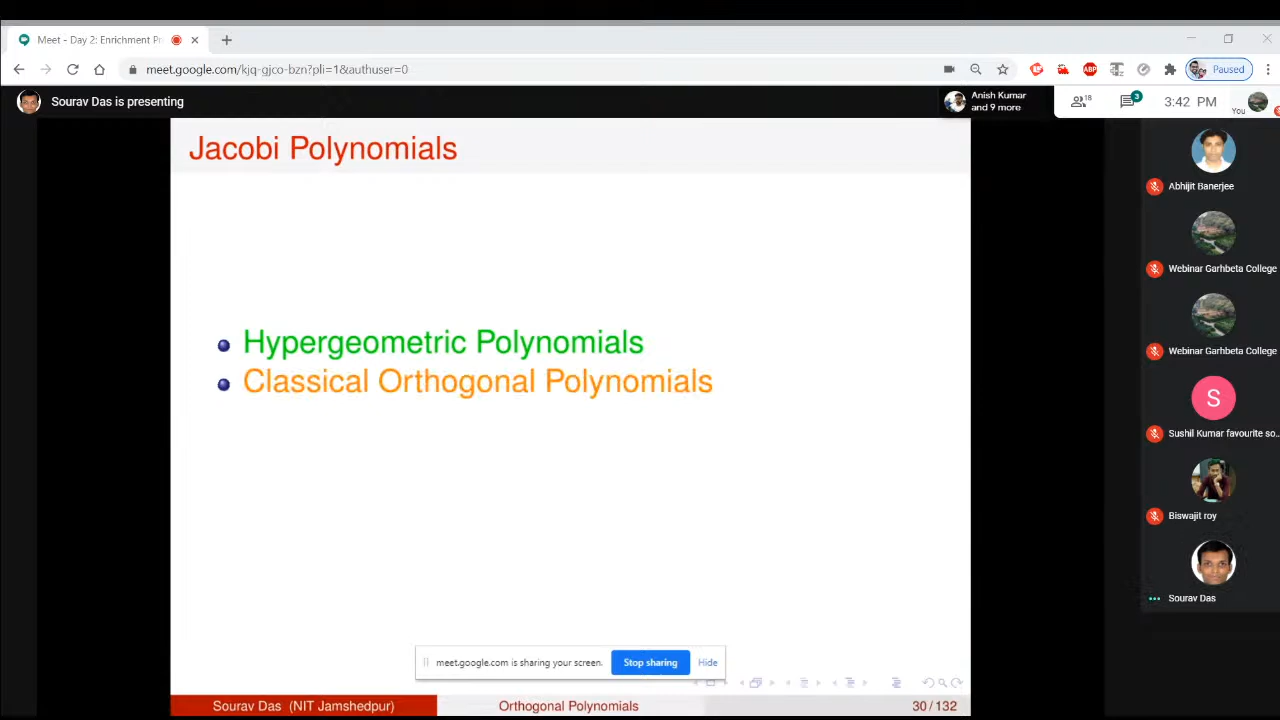 Meet - Day 2: Enrichment Pr
meet.google.com/kjq-gjco-bzn?pli=1&authuser=0
ABP
Paused
Sourav Das is presenting
Anish Kumar
and 9 more
18
3
3:42 PM
You
Jacobi Polynomials
Hypergeometric Polynomials
Classical Orthogonal Polynomials
Abhijit Banerjee
Webinar Garhbeta College
Webinar Garhbeta College
S
Sushil Kumar favourite so...
Biswajit roy
Sourav Das
meet.google.com is sharing your screen.
Stop sharing
Hide
Sourav Das (NIT Jamshedpur)
Orthogonal Polynomials
30 / 132